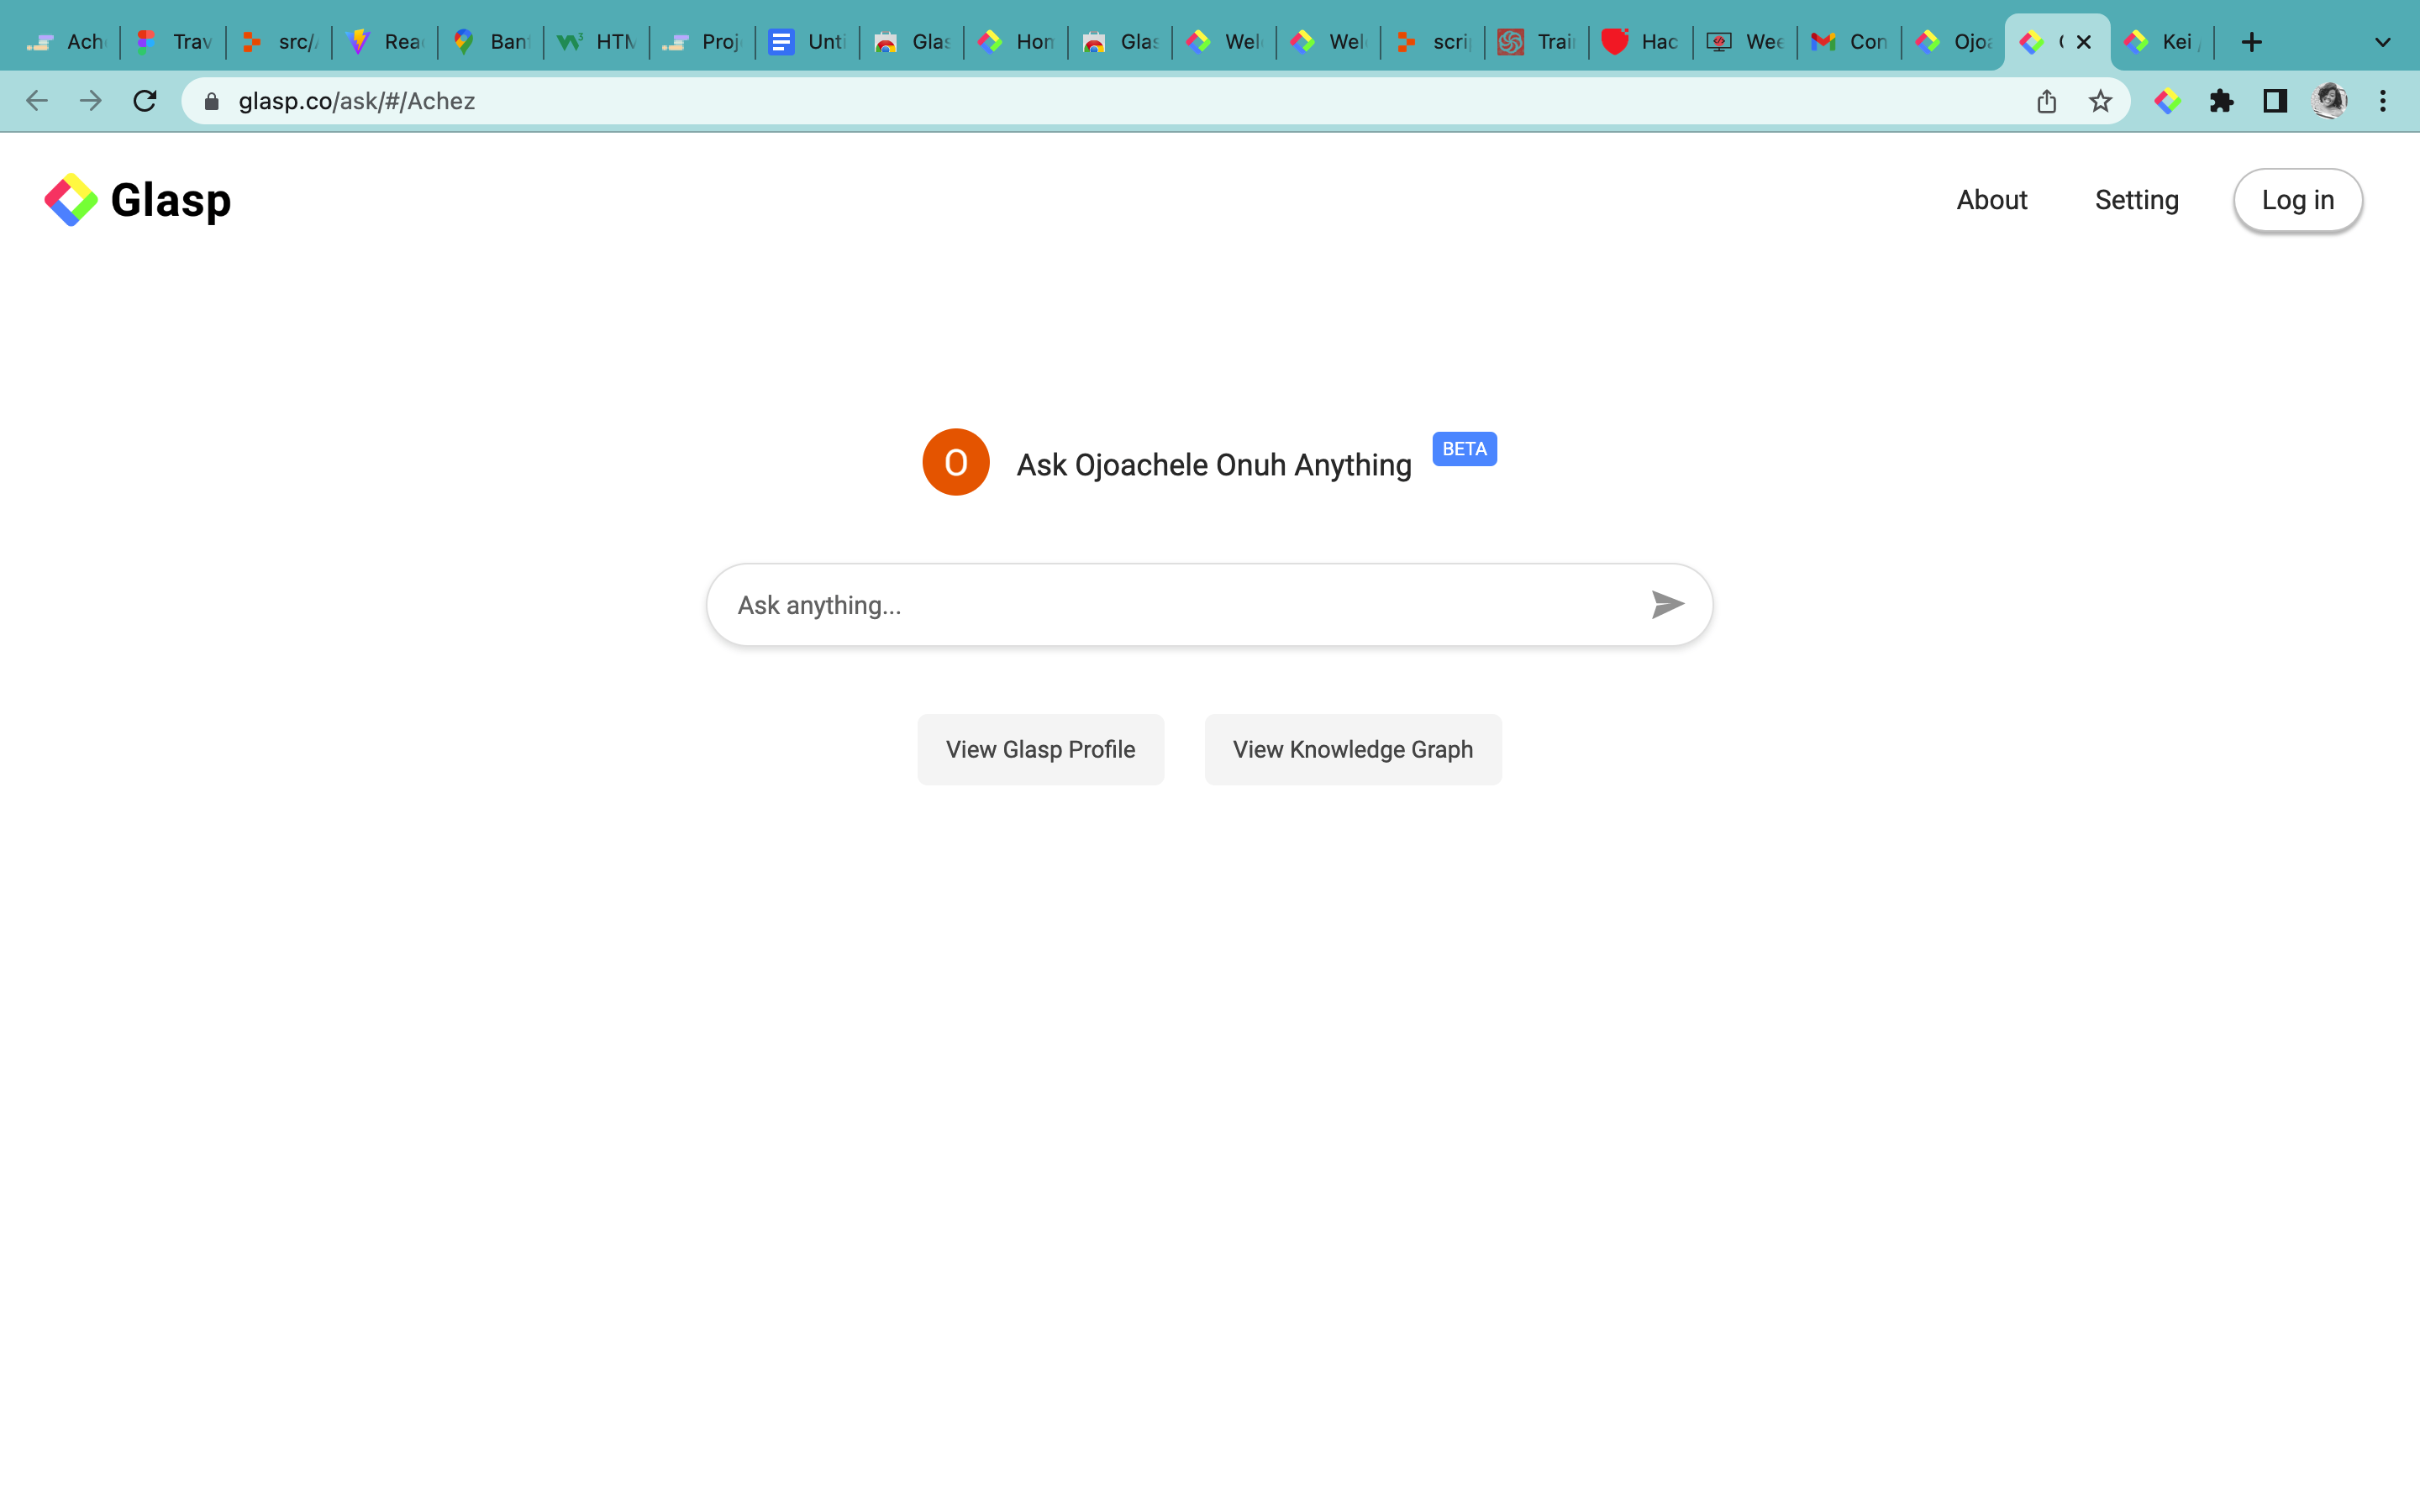 Ach Trav src/ Rea Ban HTM Proj Unti Glas Hom Glas Wel Wel scri Trai Hac Wee Con Ojoa Kei
glasp.co/ask/#/Achez
Glasp About Setting Log in
O Ask Ojoachele Onuh Anything BETA
Ask anything...
View Glasp Profile View Knowledge Graph